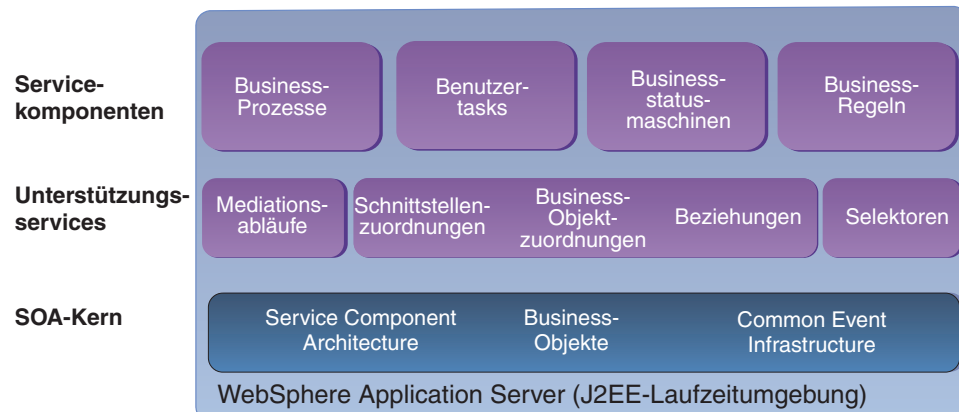 Service-
komponenten
Business-
Prozesse
Benutzer-
tasks
Business-
status-
maschinen
Business-
Regeln
Unterstützungs-
services
Mediations-
abläufe
Schnittstellen-
zuordnungen
Business-
Objekt-
zuordnungen
Beziehungen
Selektoren
SOA-Kern
Service Component
Architecture
Business-
Objekte
Common Event
Infrastructure
WebSphere Application Server (J2EE-Laufzeitumgebung)